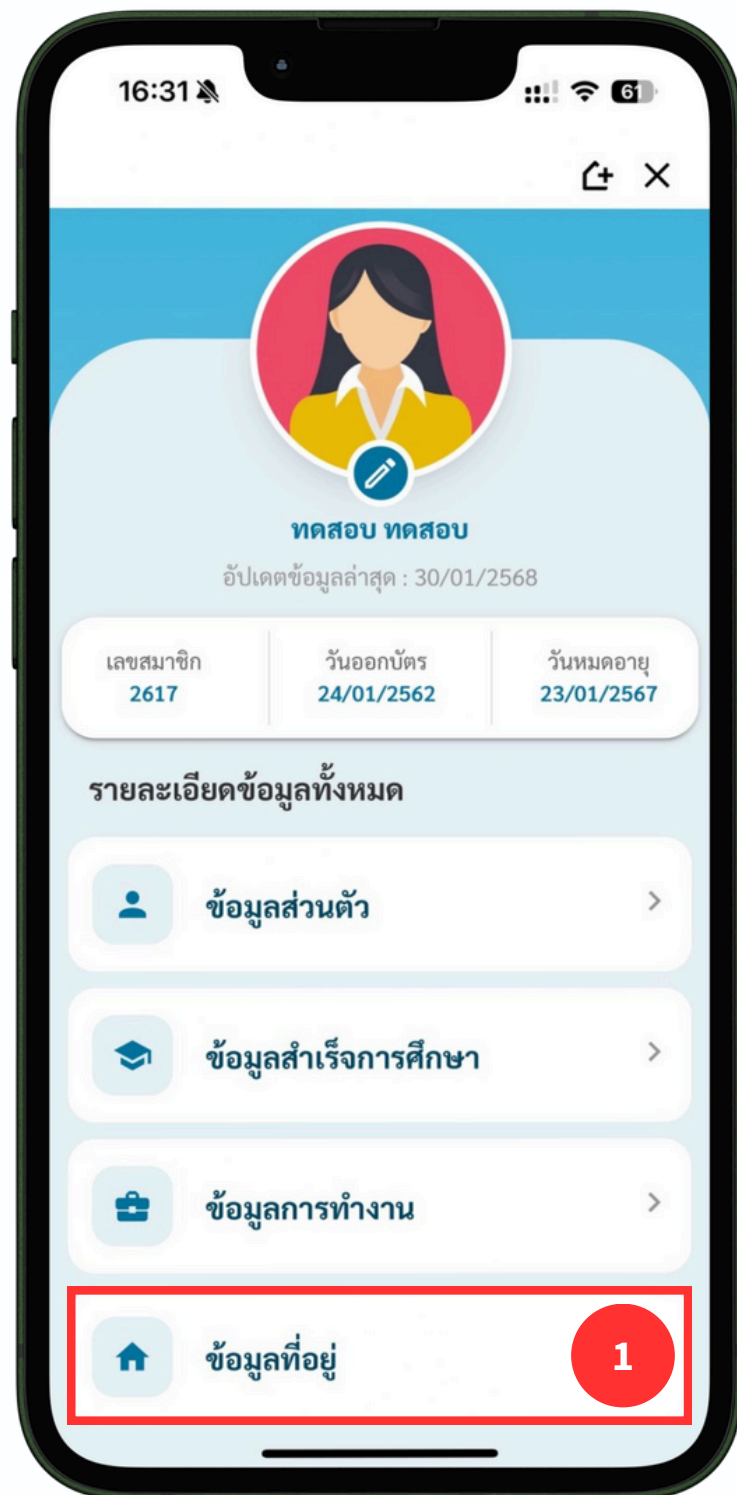 16:31
61
ทดสอบ ทดสอบ
อัปเดตข้อมูลล่าสุด : 30/01/2568
เลขสมาชิก วันออกบัตร วันหมดอายุ
2617 24/01/2562 23/01/2567
รายละเอียดข้อมูลทั้งหมด
ข้อมูลส่วนตัว
ข้อมูลสำเร็จการศึกษา
ข้อมูลการทำงาน
ข้อมูลที่อยู่ 1